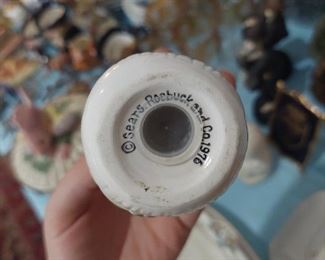 ©Sears, Roebuck and Co. 1976